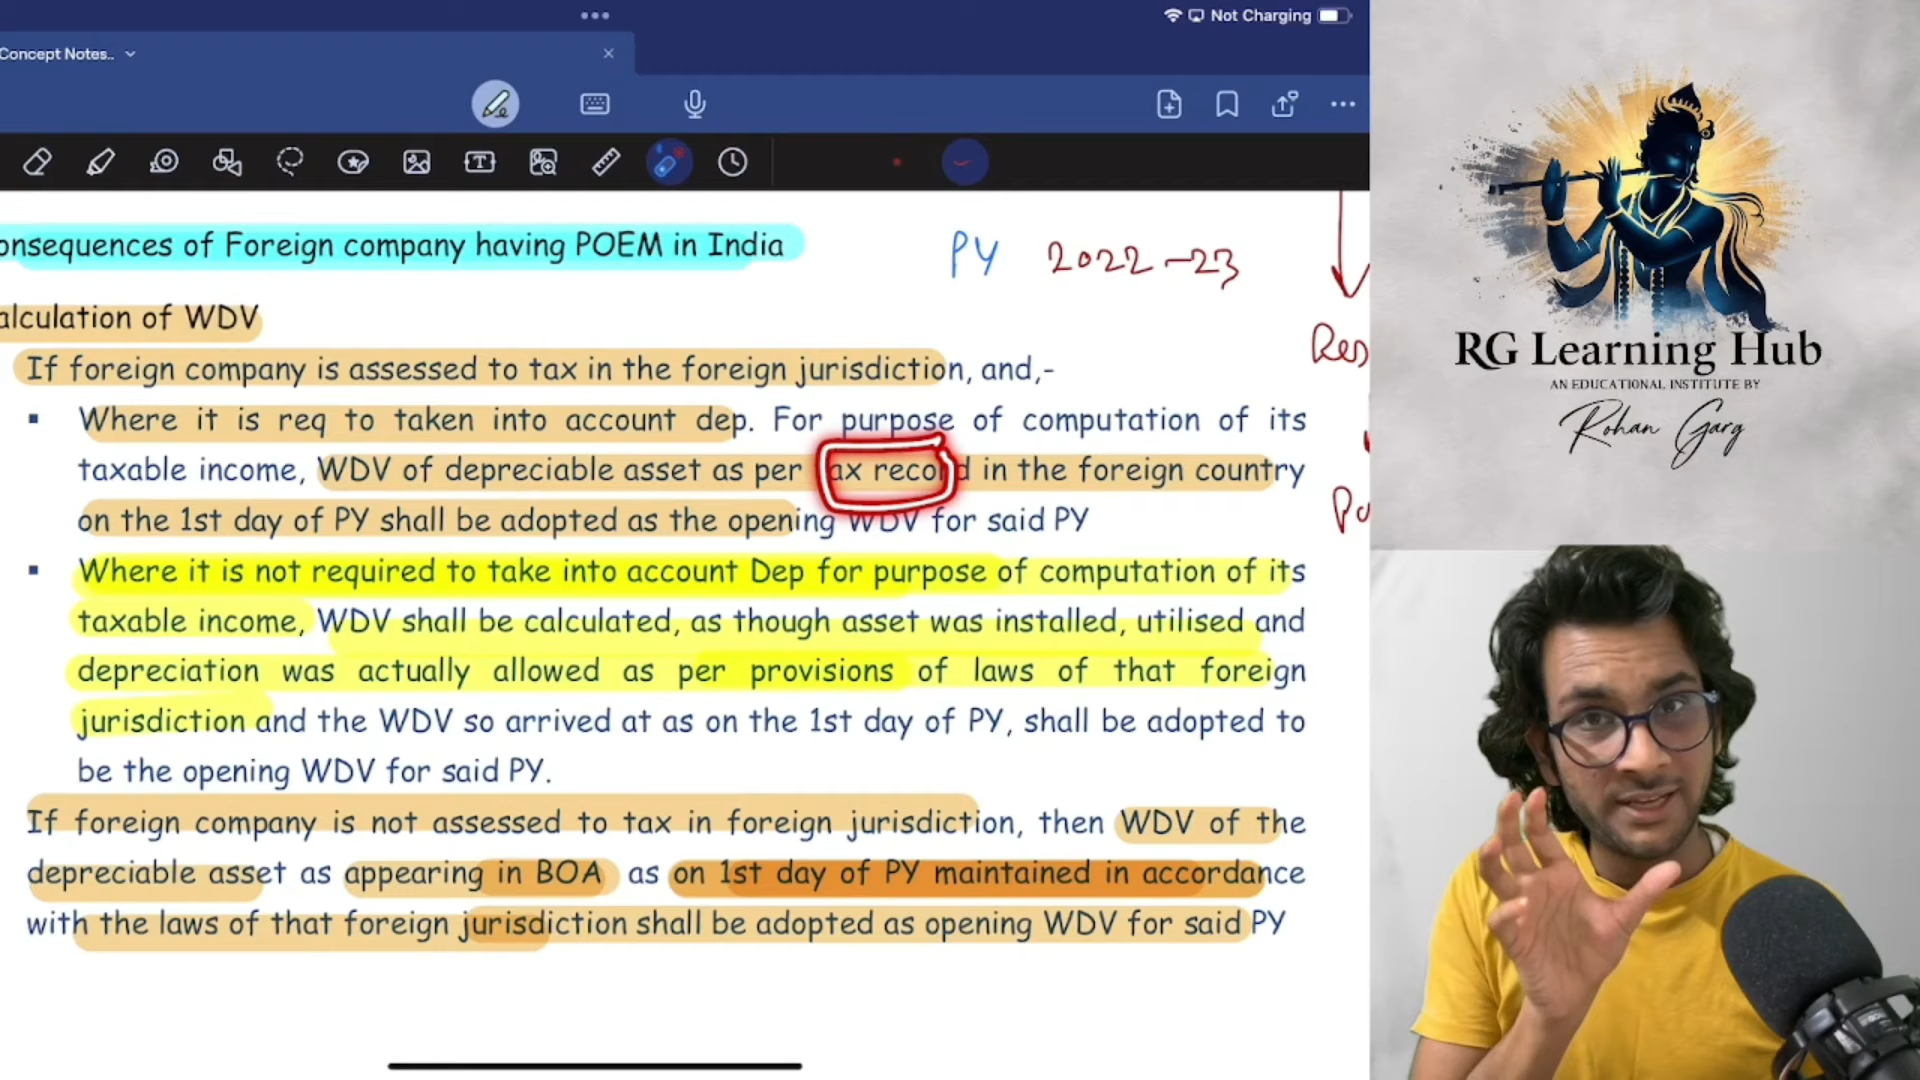 Not Charging
Concept Notes..
onsequences of Foreign company having POEM in India
PY 2022-23
alculation of WDV
If foreign company is assessed to tax in the foreign jurisdiction, and,-
Res
▪ Where it is req to taken into account dep. For purpose of computation of its
taxable income, WDV of depreciable asset as per tax record in the foreign country
on the 1st day of PY shall be adopted as the opening WDV for said PY
▪ Where it is not required to take into account Dep for purpose of computation of its
taxable income, WDV shall be calculated, as though asset was installed, utilised and
depreciation was actually allowed as per provisions of laws of that foreign
jurisdiction and the WDV so arrived at as on the 1st day of PY, shall be adopted to
be the opening WDV for said PY.
If foreign company is not assessed to tax in foreign jurisdiction, then WDV of the
depreciable asset as appearing in BOA as on 1st day of PY maintained in accordance
with the laws of that foreign jurisdiction shall be adopted as opening WDV for said PY
RG Learning Hub
AN EDUCATIONAL INSTITUTE BY
Rohan Garg